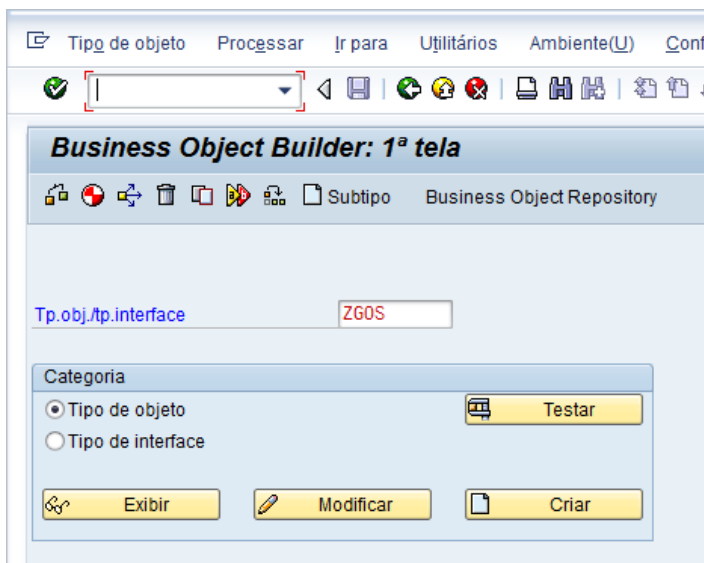 Tipo de objeto Processar Ir para Utilitários Ambiente(U) Conf
Business Object Builder: 1ª tela
Subtipo Business Object Repository
Tp.obj./tp.interface ZGOS
Categoria
Tipo de objeto Testar
Tipo de interface
Exibir Modificar Criar